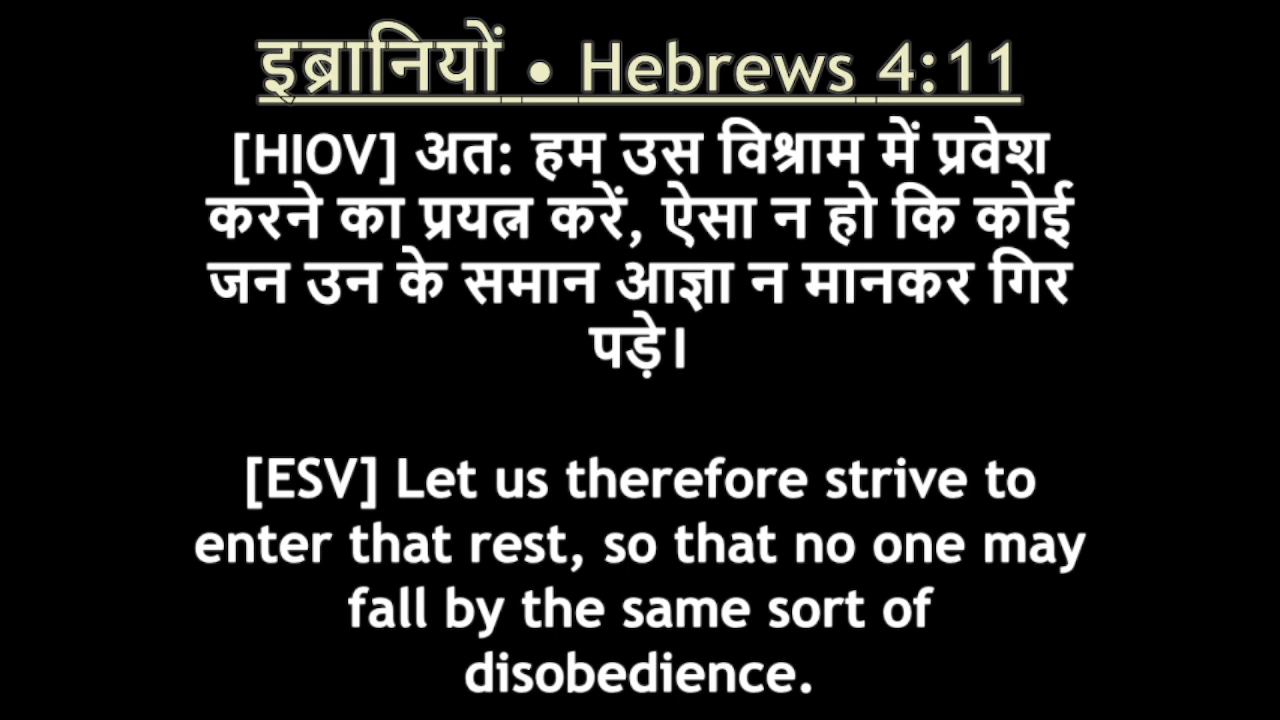 इब्रानियों • Hebrews 4:11
[HIOV] अत: हम उस विश्राम में प्रवेश
करने का प्रयत्न करें, ऐसा न हो कि कोई
जन उन के समान आज्ञा न मानकर गिर
पड़े।
[ESV] Let us therefore strive to
enter that rest, so that no one may
fall by the same sort of
disobedience.